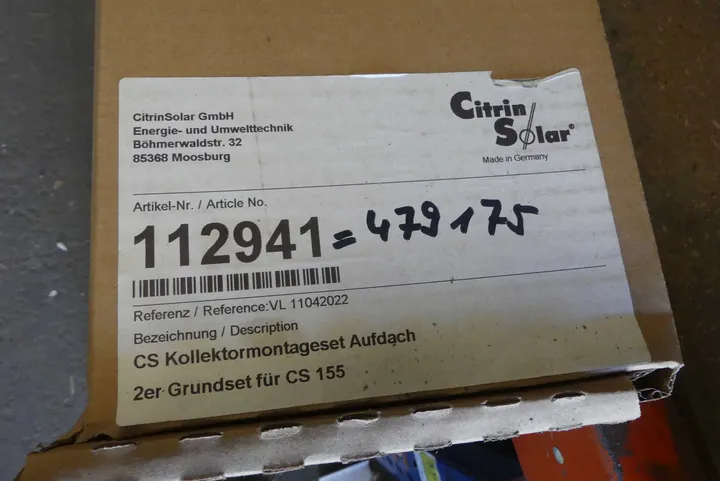 CitrinSolar GmbH
Energie- und Umwelttechnik
Böhmerwaldstr. 32
85368 Moosburg
Citrin
Solar®
Made in Germany
Artikel-Nr. / Article No.
112941 = 479175
Referenz / Reference:VL 11042022
Bezeichnung / Description
CS Kollektormontageset Aufdach
2er Grundset für CS 155